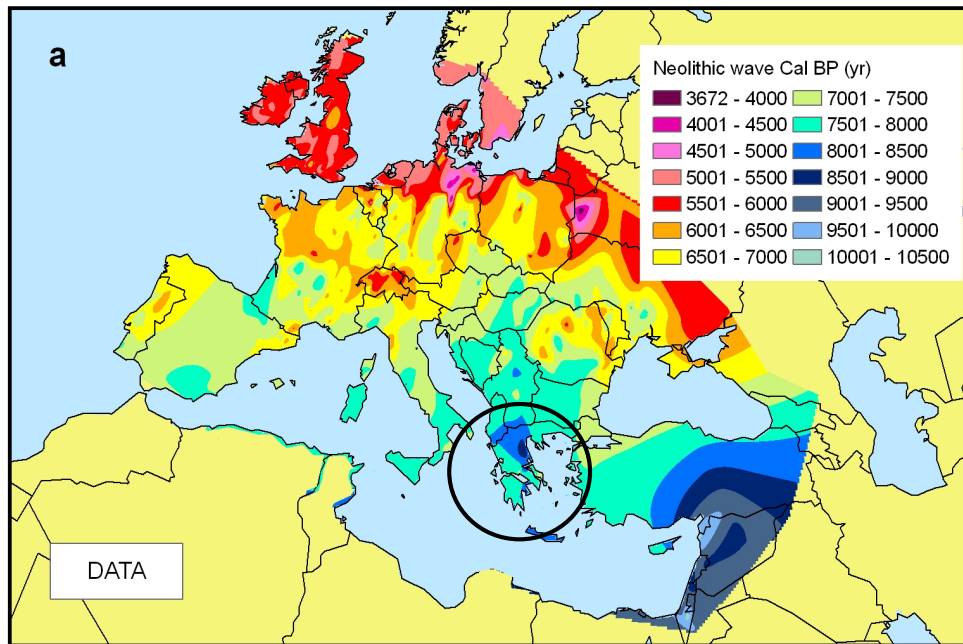 a
Neolithic wave Cal BP (yr)
3672 - 4000 7001 - 7500
4001 - 4500 7501 - 8000
4501 - 5000 8001 - 8500
5001 - 5500 8501 - 9000
5501 - 6000 9001 - 9500
6001 - 6500 9501 - 10000
6501 - 7000 10001 - 10500
DATA